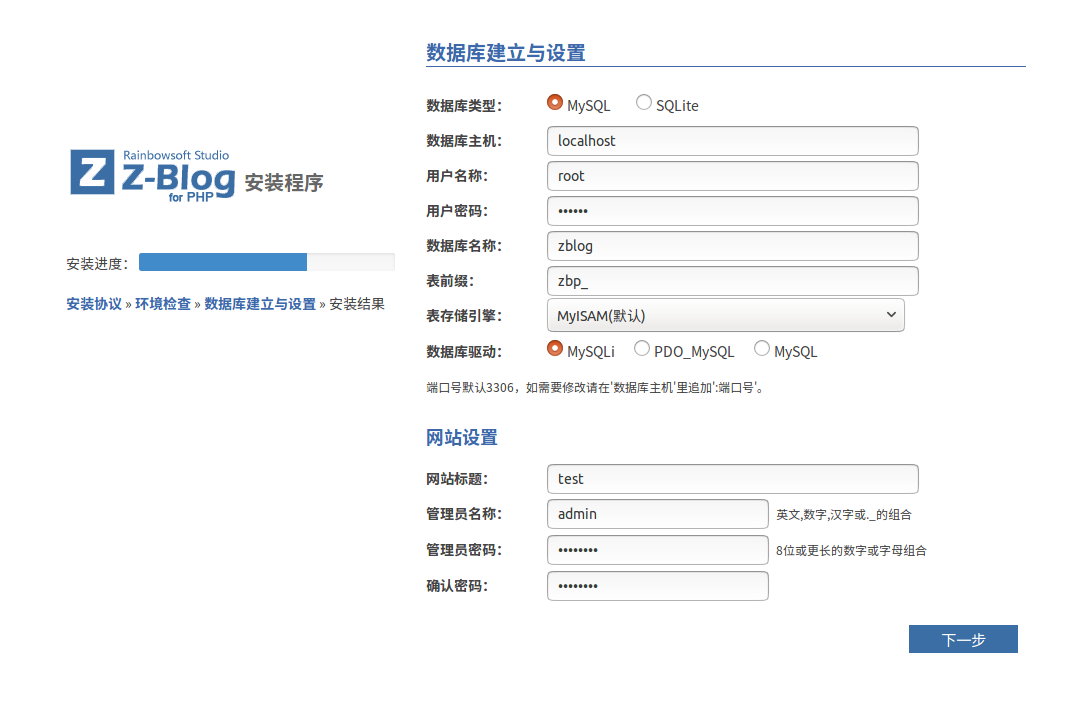 Rainbowsoft Studio
Z Z-Blog
for PHP
安装程序
安装进度：
安装协议 » 环境检查 » 数据库建立与设置 » 安装结果
数据库建立与设置
数据库类型： MySQL SQLite
数据库主机： localhost
用户名称： root
用户密码： ••••••
数据库名称： zblog
表前缀： zbp_
表存储引擎： MyISAM(默认)
数据库驱动： MySQLi PDO_MySQL MySQL
端口号默认3306，如需要修改请在'数据库主机'里追加':端口号'。
网站设置
网站标题： test
管理员名称： admin 英文,数字,汉字或._的组合
管理员密码： •••••••• 8位或更长的数字或字母组合
确认密码： ••••••••
下一步